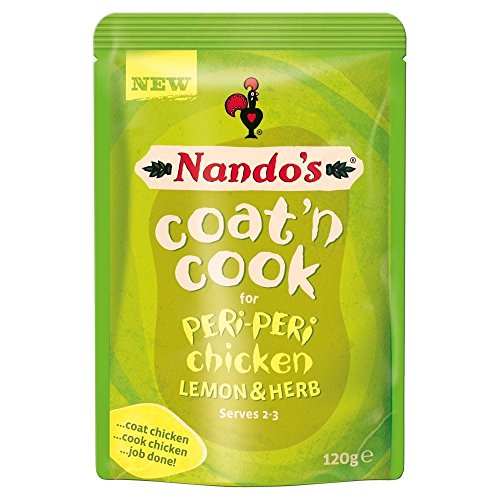 NEW
Nando's®
coat'n
cook
for
PERi-PERi
chicken
LEMON & HERB
Serves 2-3
...coat chicken
...cook chicken
...job done!
120g e